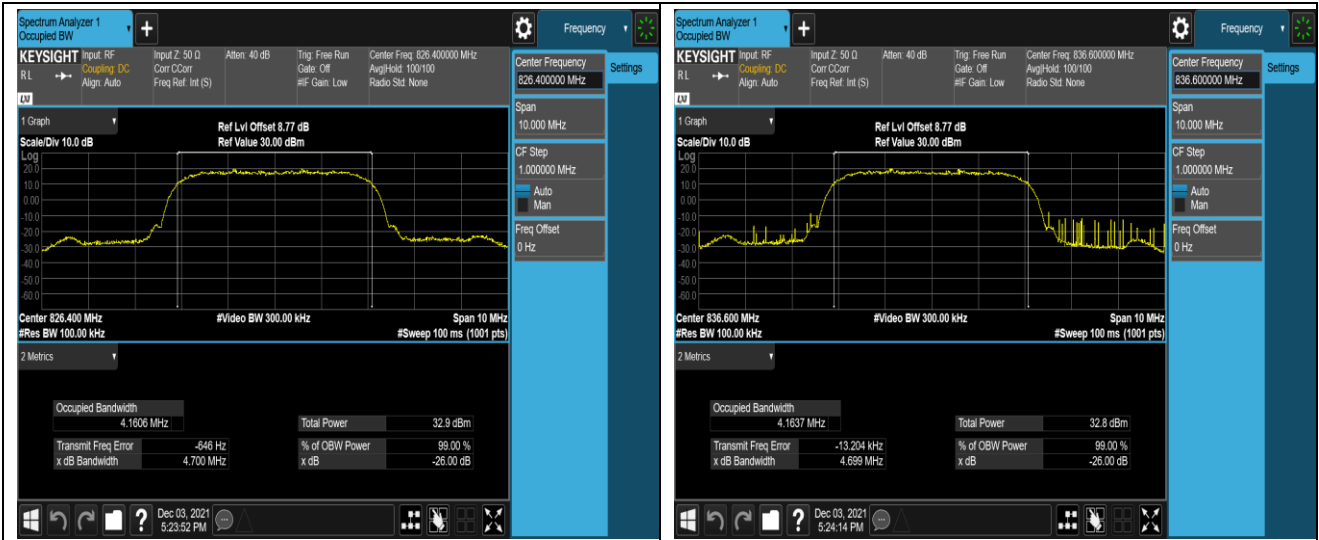 Spectrum Analyzer 1
Occupied BW
Frequency
KEYSIGHT Input: RF Input Z: 50 Ω Atten: 40 dB Trig: Free Run Center Freq: 826.400000 MHz
RL Coupling: DC Corr CCorr Gate: Off Avg|Hold: 100/100
Align: Auto Freq Ref: Int (S) #IF Gain: Low Radio Std: None
LXI
Center Frequency
826.400000 MHz
Settings
Span
10.000 MHz
CF Step
1.000000 MHz
Auto
Man
Freq Offset
0 Hz
1 Graph
Ref Lvl Offset 8.77 dB
Scale/Div 10.0 dB Ref Value 30.00 dBm
Log
20.0
10.0
0.00
-10.0
-20.0
-30.0
-40.0
-50.0
-60.0
Center 826.400 MHz #Video BW 300.00 kHz Span 10 MHz
#Res BW 100.00 kHz #Sweep 100 ms (1001 pts)
2 Metrics
Occupied Bandwidth
4.1606 MHz Total Power 32.9 dBm
Transmit Freq Error -646 Hz % of OBW Power 99.00 %
x dB Bandwidth 4.700 MHz x dB -26.00 dB
Dec 03, 2021
5:23:52 PM
Spectrum Analyzer 1
Occupied BW
Frequency
KEYSIGHT Input: RF Input Z: 50 Ω Atten: 40 dB Trig: Free Run Center Freq: 836.600000 MHz
RL Coupling: DC Corr CCorr Gate: Off Avg|Hold: 100/100
Align: Auto Freq Ref: Int (S) #IF Gain: Low Radio Std: None
LXI
Center Frequency
836.600000 MHz
Settings
Span
10.000 MHz
CF Step
1.000000 MHz
Auto
Man
Freq Offset
0 Hz
1 Graph
Ref Lvl Offset 8.77 dB
Scale/Div 10.0 dB Ref Value 30.00 dBm
Log
20.0
10.0
0.00
-10.0
-20.0
-30.0
-40.0
-50.0
-60.0
Center 836.600 MHz #Video BW 300.00 kHz Span 10 MHz
#Res BW 100.00 kHz #Sweep 100 ms (1001 pts)
2 Metrics
Occupied Bandwidth
4.1637 MHz Total Power 32.8 dBm
Transmit Freq Error -13.204 kHz % of OBW Power 99.00 %
x dB Bandwidth 4.699 MHz x dB -26.00 dB
Dec 03, 2021
5:24:14 PM